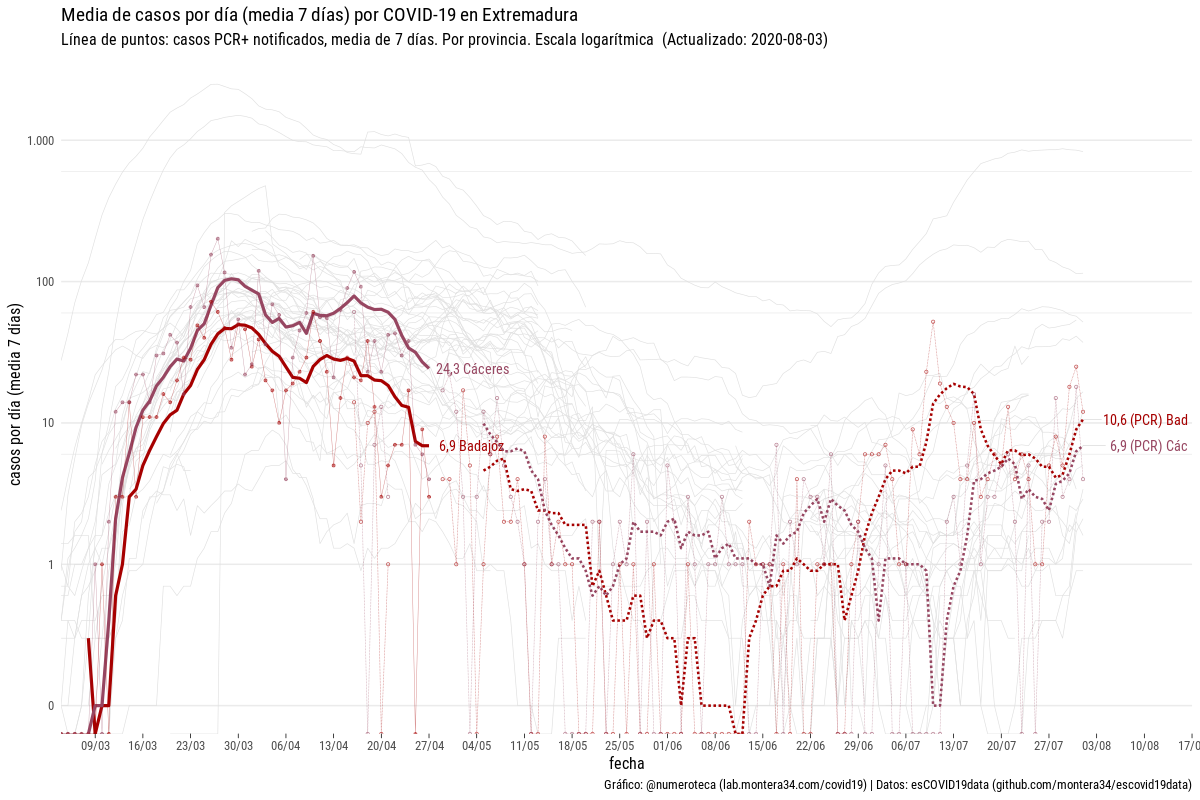 Media de casos por día (media 7 días) por COVID-19 en Extremadura
Línea de puntos: casos PCR+ notificados, media de 7 días. Por provincia. Escala logarítmica (Actualizado: 2020-08-03)
casos por día (media 7 días)
1.000
100
10
1
0
24,3 Cáceres
6,9 Badajoz
10,6 (PCR) Bad
6,9 (PCR) Các
09/03 16/03 23/03 30/03 06/04 13/04 20/04 27/04 04/05 11/05 18/05 25/05 01/06 08/06 15/06 22/06 29/06 06/07 13/07 20/07 27/07 03/08 10/08 17/0
fecha
Gráfico: @numeroteca (lab.montera34.com/covid19) | Datos: esCOVID19data (github.com/montera34/escovid19data)